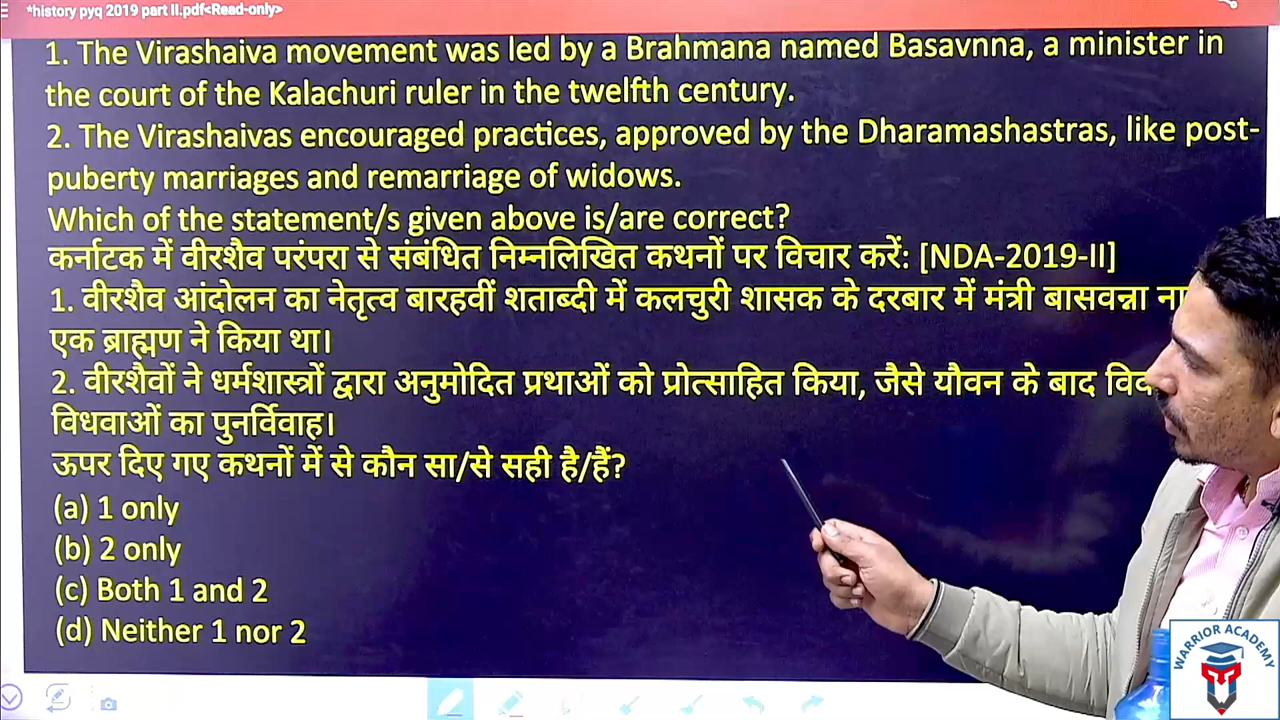 *history pyq 2019 part II.pdf<Read-only>
1. The Virashaiva movement was led by a Brahmana named Basavnna, a minister in
the court of the Kalachuri ruler in the twelfth century.
2. The Virashaivas encouraged practices, approved by the Dharamashastras, like post-
puberty marriages and remarriage of widows.
Which of the statement/s given above is/are correct?
कर्नाटक में वीरशैव परंपरा से संबंधित निम्नलिखित कथनों पर विचार करें: [NDA-2019-II]
1. वीरशैव आंदोलन का नेतृत्व बारहवीं शताब्दी में कलचुरी शासक के दरबार में मंत्री बासवन्ना
एक ब्राह्मण ने किया था।
2. वीरशैवों ने धर्मशास्त्रों द्वारा अनुमोदित प्रथाओं को प्रोत्साहित किया, जैसे यौवन के बाद
विधवाओं का पुनर्विवाह।
ऊपर दिए गए कथनों में से कौन सा/से सही है/हैं?
(a) 1 only
(b) 2 only
(c) Both 1 and 2
(d) Neither 1 nor 2
WARRIOR ACADEMY